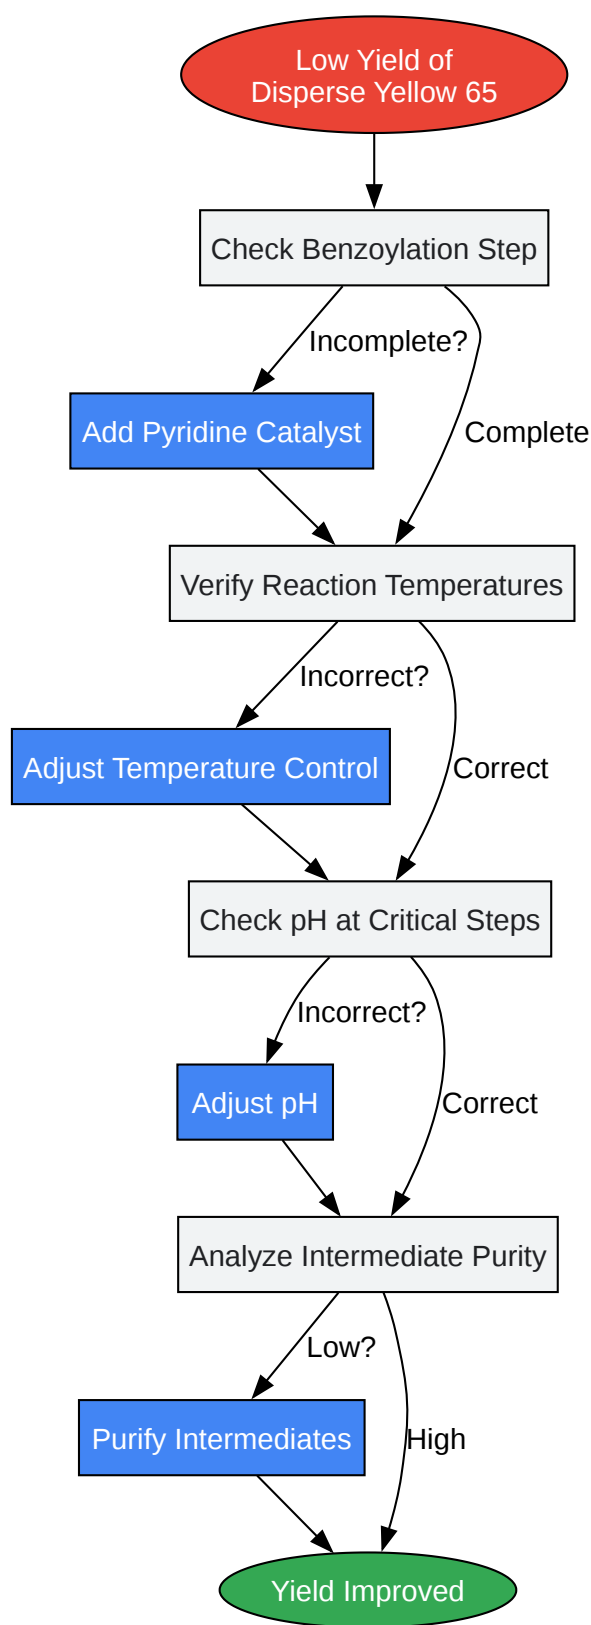 Low Yield of
Disperse Yellow 65
Check Benzoylation Step
Incomplete?
Add Pyridine Catalyst
Complete
Verify Reaction Temperatures
Incorrect?
Adjust Temperature Control
Correct
Check pH at Critical Steps
Incorrect?
Adjust pH
Correct
Analyze Intermediate Purity
Low?
Purify Intermediates
High
Yield Improved